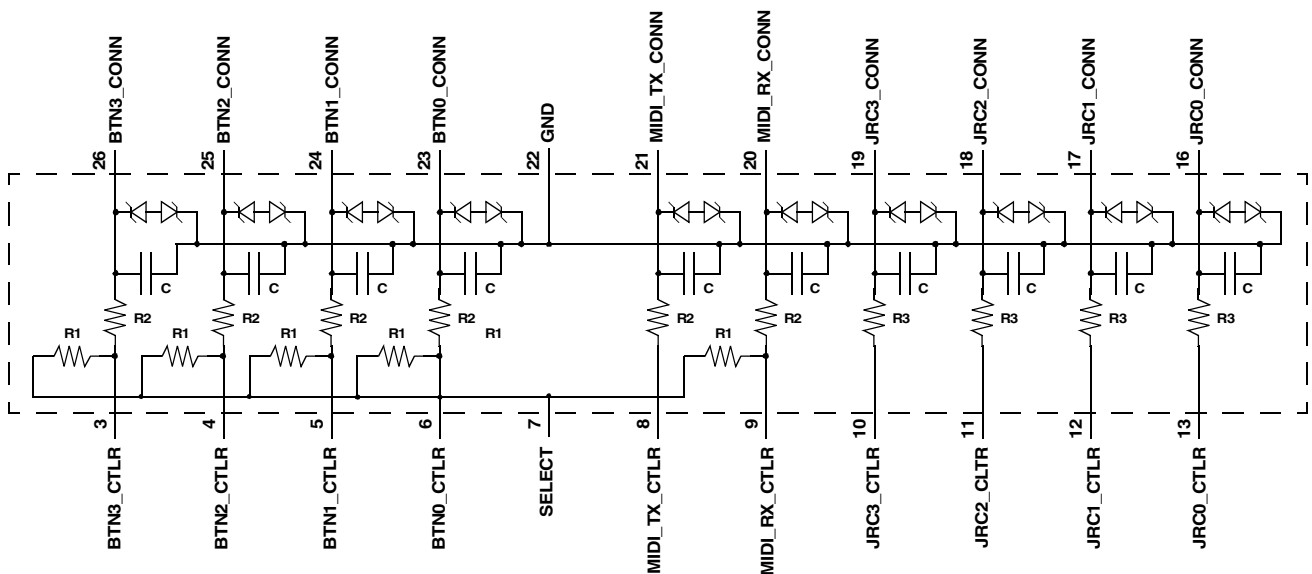 BTN3_CONN
BTN2_CONN
BTN1_CONN
BTN0_CONN
GND
MIDI_TX_CONN
MIDI_RX_CONN
JRC3_CONN
JRC2_CONN
JRC1_CONN
JRC0_CONN
26
25
24
23
22
21
20
19
18
17
16
C
C
C
C
C
C
C
C
C
C
R2
R2
R2
R2
R2
R2
R3
R3
R3
R3
R1
R1
R1
R1
R1
R1
3
4
5
6
7
8
9
10
11
12
13
BTN3_CTLR
BTN2_CTLR
BTN1_CTLR
BTN0_CTLR
SELECT
MIDI_TX_CTLR
MIDI_RX_CTLR
JRC3_CTLR
JRC2_CLTR
JRC1_CTLR
JRC0_CTLR